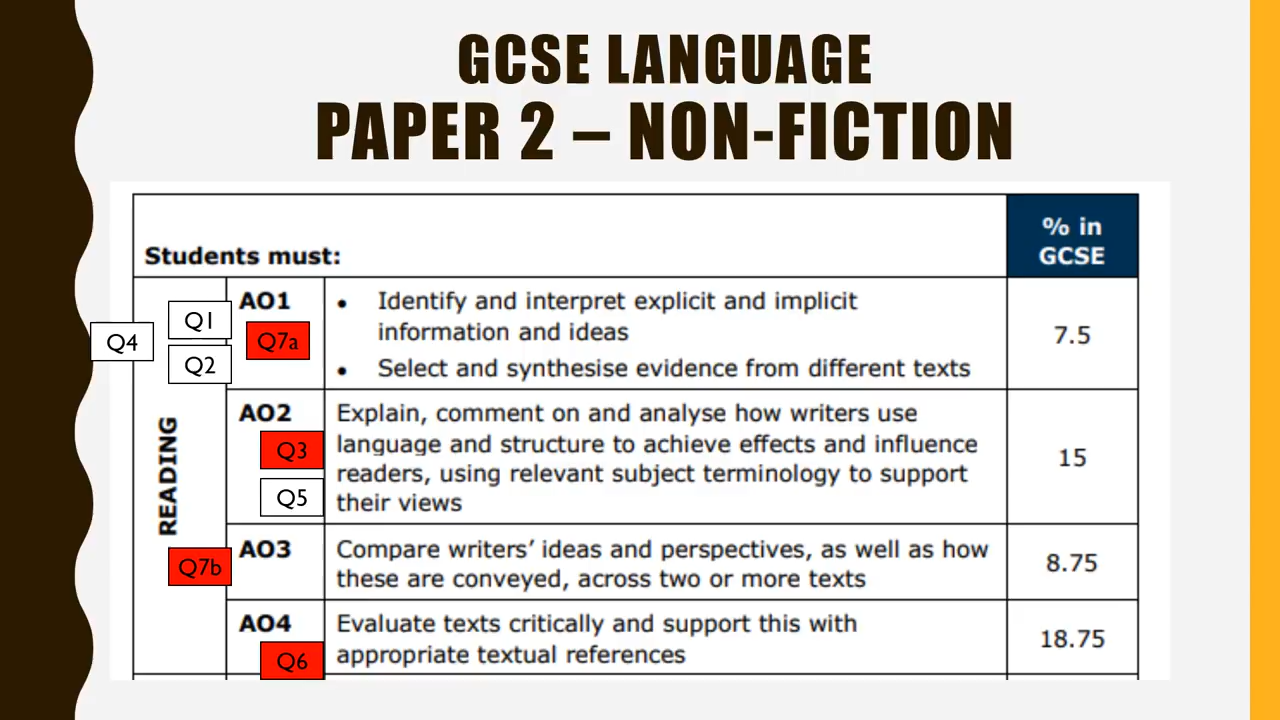 GCSE LANGUAGE
PAPER 2 – NON-FICTION
Students must:
% in
GCSE
READING
AO1
Q1
Q2
Q4
Q7a
• Identify and interpret explicit and implicit
information and ideas
• Select and synthesise evidence from different texts
7.5
AO2
Q3
Q5
Explain, comment on and analyse how writers use
language and structure to achieve effects and influence
readers, using relevant subject terminology to support
their views
15
AO3
Q7b
Compare writers’ ideas and perspectives, as well as how
these are conveyed, across two or more texts
8.75
AO4
Q6
Evaluate texts critically and support this with
appropriate textual references
18.75